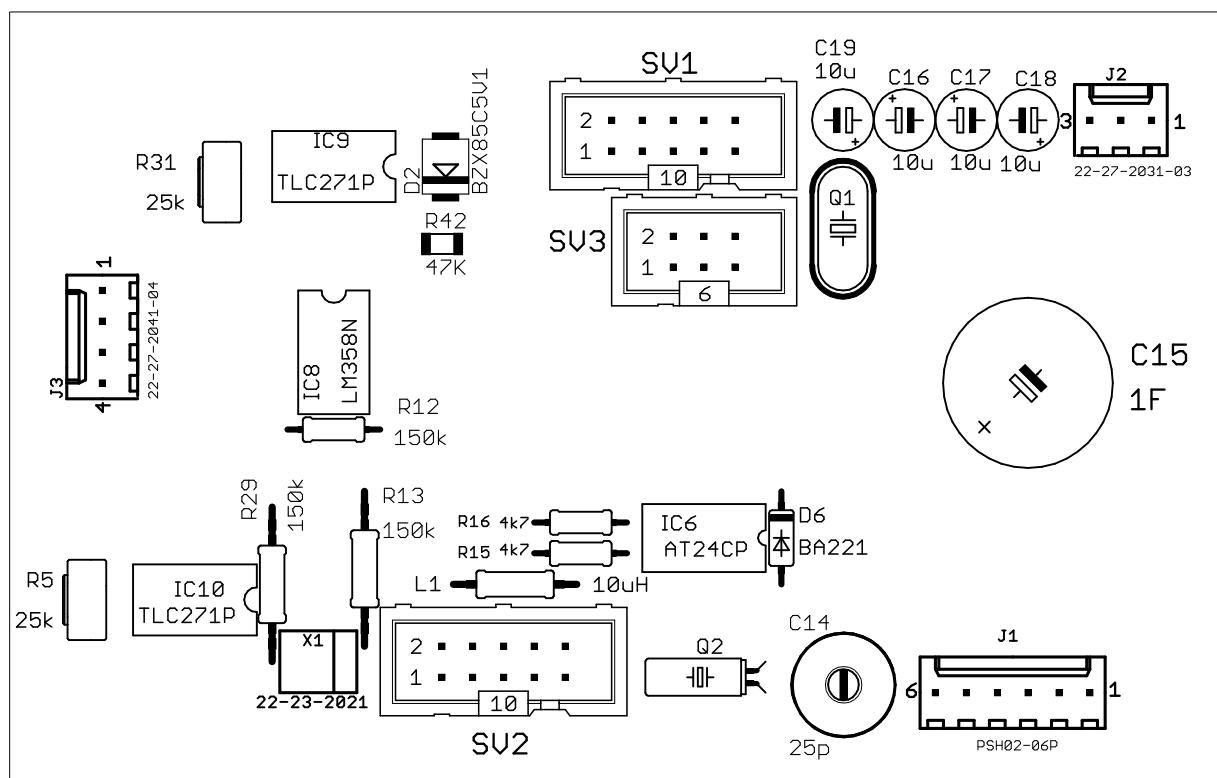 C19
10u
SV1
C16
C17
C18
J2
2
1
10
3
1
10u
10u
10u
22-27-2031-03
R31
25k
IC9
TLC271P
D2
BZX85C5V1
R42
47K
SV3
2
1
6
Q1
1
J3
4
22-27-2041-04
IC8
LM358N
R12
150k
C15
1F
R29
150k
R13
150k
R16 4k7
R15 4k7
L1
10uH
IC6
AT24CP
D6
BA221
R5
25k
IC10
TLC271P
X1
22-23-2021
2
1
10
SV2
Q2
C14
25p
J1
6
1
PSH02-06P